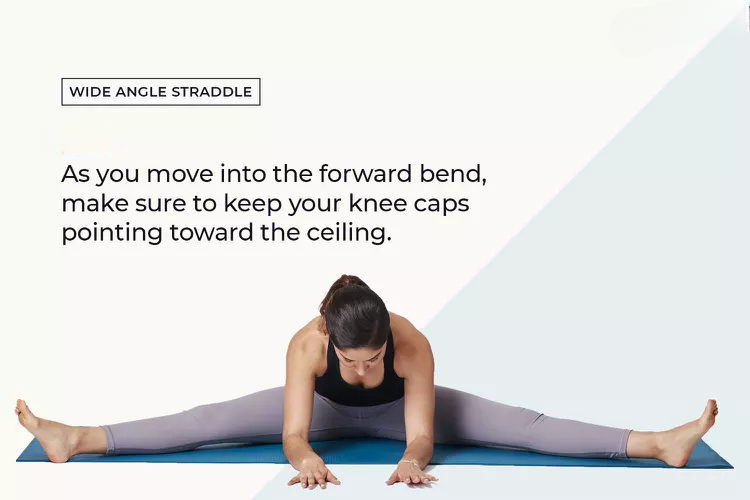 WIDE ANGLE STRADDLE
As you move into the forward bend,
make sure to keep your knee caps
pointing toward the ceiling.